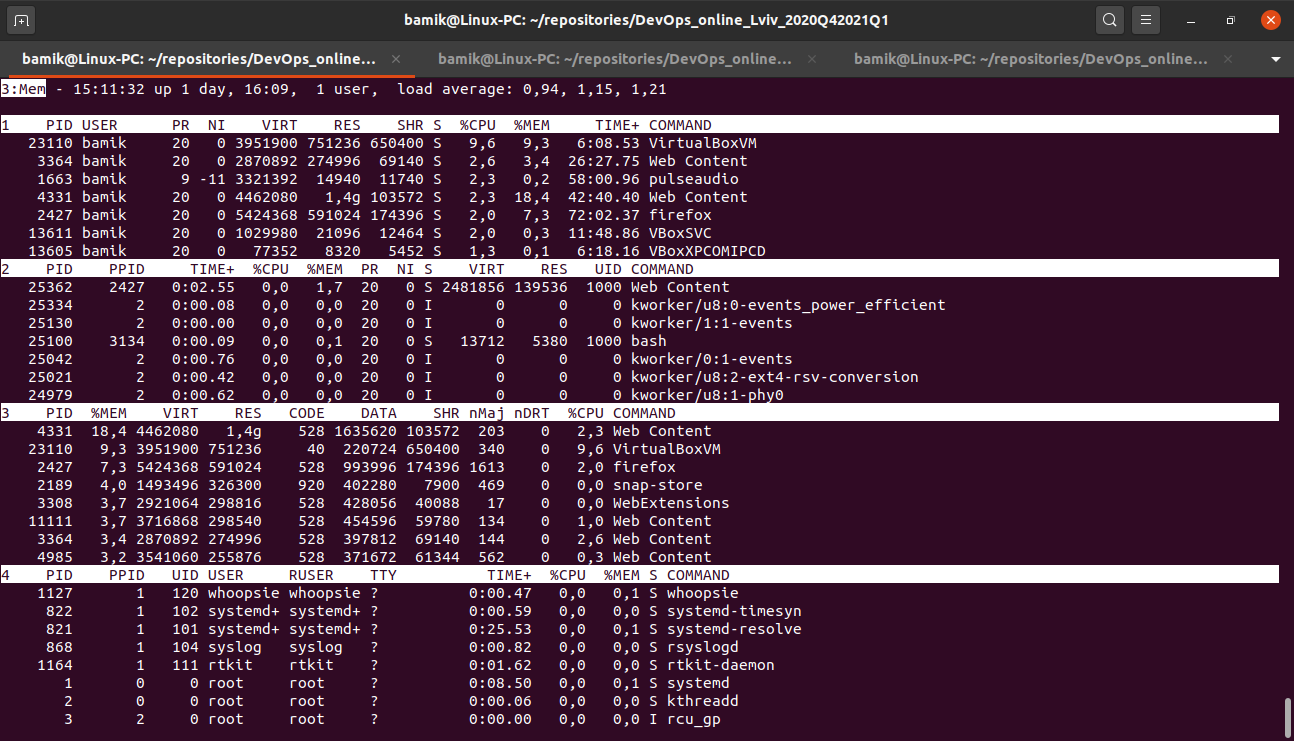 bamik@Linux-PC: ~/repositories/DevOps_online_Lviv_2020Q42021Q1
bamik@Linux-PC: ~/repositories/DevOps_online... × bamik@Linux-PC: ~/repositories/DevOps_online... × bamik@Linux-PC: ~/repositories/DevOps_online... ×
3:Mem - 15:11:32 up 1 day, 16:09,  1 user,  load average: 0,94, 1,15, 1,21
1    PID USER      PR  NI    VIRT    RES    SHR S  %CPU  %MEM     TIME+ COMMAND
23110 bamik     20   0 3951900 751236 650400 S   9,6   9,3   6:08.53 VirtualBoxVM
3364 bamik     20   0 2870892 274996  69140 S   2,6   3,4  26:27.75 Web Content
1663 bamik      9 -11 3321392  14940  11740 S   2,3   0,2  58:00.96 pulseaudio
4331 bamik     20   0 4462080   1,4g 103572 S   2,3  18,4  42:40.40 Web Content
2427 bamik     20   0 5424368 591024 174396 S   2,0   7,3  72:02.37 firefox
13611 bamik     20   0 1029980  21096  12464 S   2,0   0,3  11:48.86 VBoxSVC
13605 bamik     20   0   77352   8320   5452 S   1,3   0,1   6:18.16 VBoxXPCOMIPCD
2    PID    PPID     TIME+  %CPU  %MEM  PR  NI S    VIRT    RES   UID COMMAND
25362    2427   0:02.55   0,0   1,7  20   0 S 2481856 139536  1000 Web Content
25334       2   0:00.08   0,0   0,0  20   0 I       0      0     0 kworker/u8:0-events_power_efficient
25130       2   0:00.00   0,0   0,0  20   0 I       0      0     0 kworker/1:1-events
25100    3134   0:00.09   0,0   0,1  20   0 S   13712   5380  1000 bash
25042       2   0:00.76   0,0   0,0  20   0 I       0      0     0 kworker/0:1-events
25021       2   0:00.42   0,0   0,0  20   0 I       0      0     0 kworker/u8:2-ext4-rsv-conversion
24979       2   0:00.62   0,0   0,0  20   0 I       0      0     0 kworker/u8:1-phy0
3    PID  %MEM    VIRT    RES   CODE    DATA    SHR nMaj nDRT  %CPU COMMAND
4331  18,4 4462080   1,4g    528 1635620 103572  203    0   2,3 Web Content
23110   9,3 3951900 751236     40  220724 650400  340    0   9,6 VirtualBoxVM
2427   7,3 5424368 591024    528  993996 174396 1613    0   2,0 firefox
2189   4,0 1493496 326300    920  402280   7900  469    0   0,0 snap-store
3308   3,7 2921064 298816    528  428056  40088   17    0   0,0 WebExtensions
11111   3,7 3716868 298540    528  454596  59780  134    0   1,0 Web Content
3364   3,4 2870892 274996    528  397812  69140  144    0   2,6 Web Content
4985   3,2 3541060 255876    528  371672  61344  562    0   0,3 Web Content
4    PID    PPID   UID USER     RUSER    TTY          TIME+  %CPU  %MEM S COMMAND
1127       1   120 whoopsie whoopsie ?          0:00.47   0,0   0,1 S whoopsie
822       1   102 systemd+ systemd+ ?          0:00.59   0,0   0,0 S systemd-timesyn
821       1   101 systemd+ systemd+ ?          0:25.53   0,0   0,1 S systemd-resolve
868       1   104 syslog   syslog   ?          0:00.82   0,0   0,0 S rsyslogd
1164       1   111 rtkit    rtkit    ?          0:01.62   0,0   0,0 S rtkit-daemon
1       0     0 root     root     ?          0:08.50   0,0   0,1 S systemd
2       0     0 root     root     ?          0:00.06   0,0   0,0 S kthreadd
3       2     0 root     root     ?          0:00.00   0,0   0,0 I rcu_gp